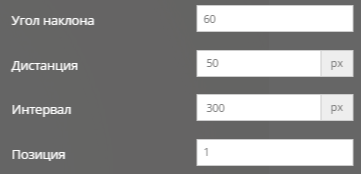 Угол наклона 60
Дистанция 50 px
Интервал 300 px
Позиция 1